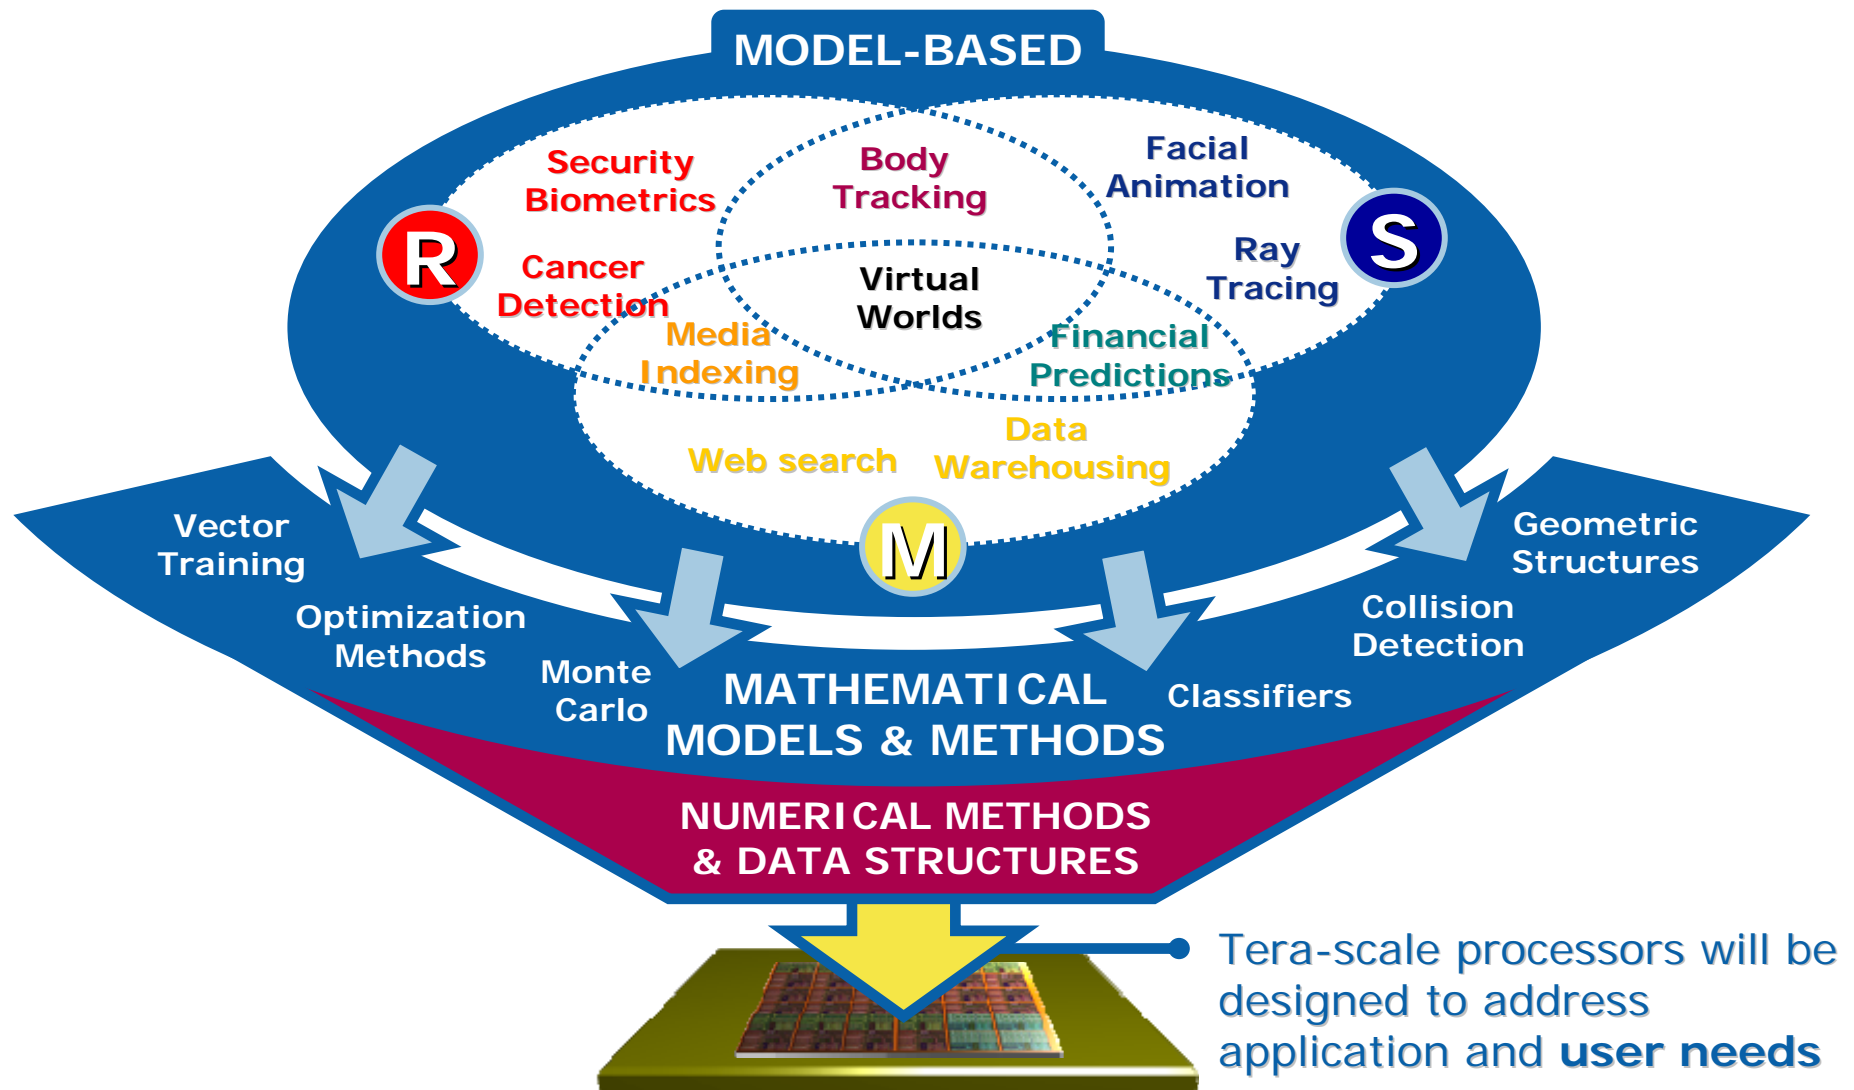 MODEL-BASED
Security
Biometrics
Body
Tracking
Facial
Animation
R
S
Cancer
Detection
Virtual
Worlds
Ray
Tracing
Media
Indexing
Financial
Predictions
Web search
Data
Warehousing
M
Vector
Training
Optimization
Methods
Monte
Carlo
MATHEMATICAL
MODELS & METHODS
Classifiers
Collision
Detection
Geometric
Structures
NUMERICAL METHODS
& DATA STRUCTURES
Tera-scale processors will be
designed to address
application and user needs